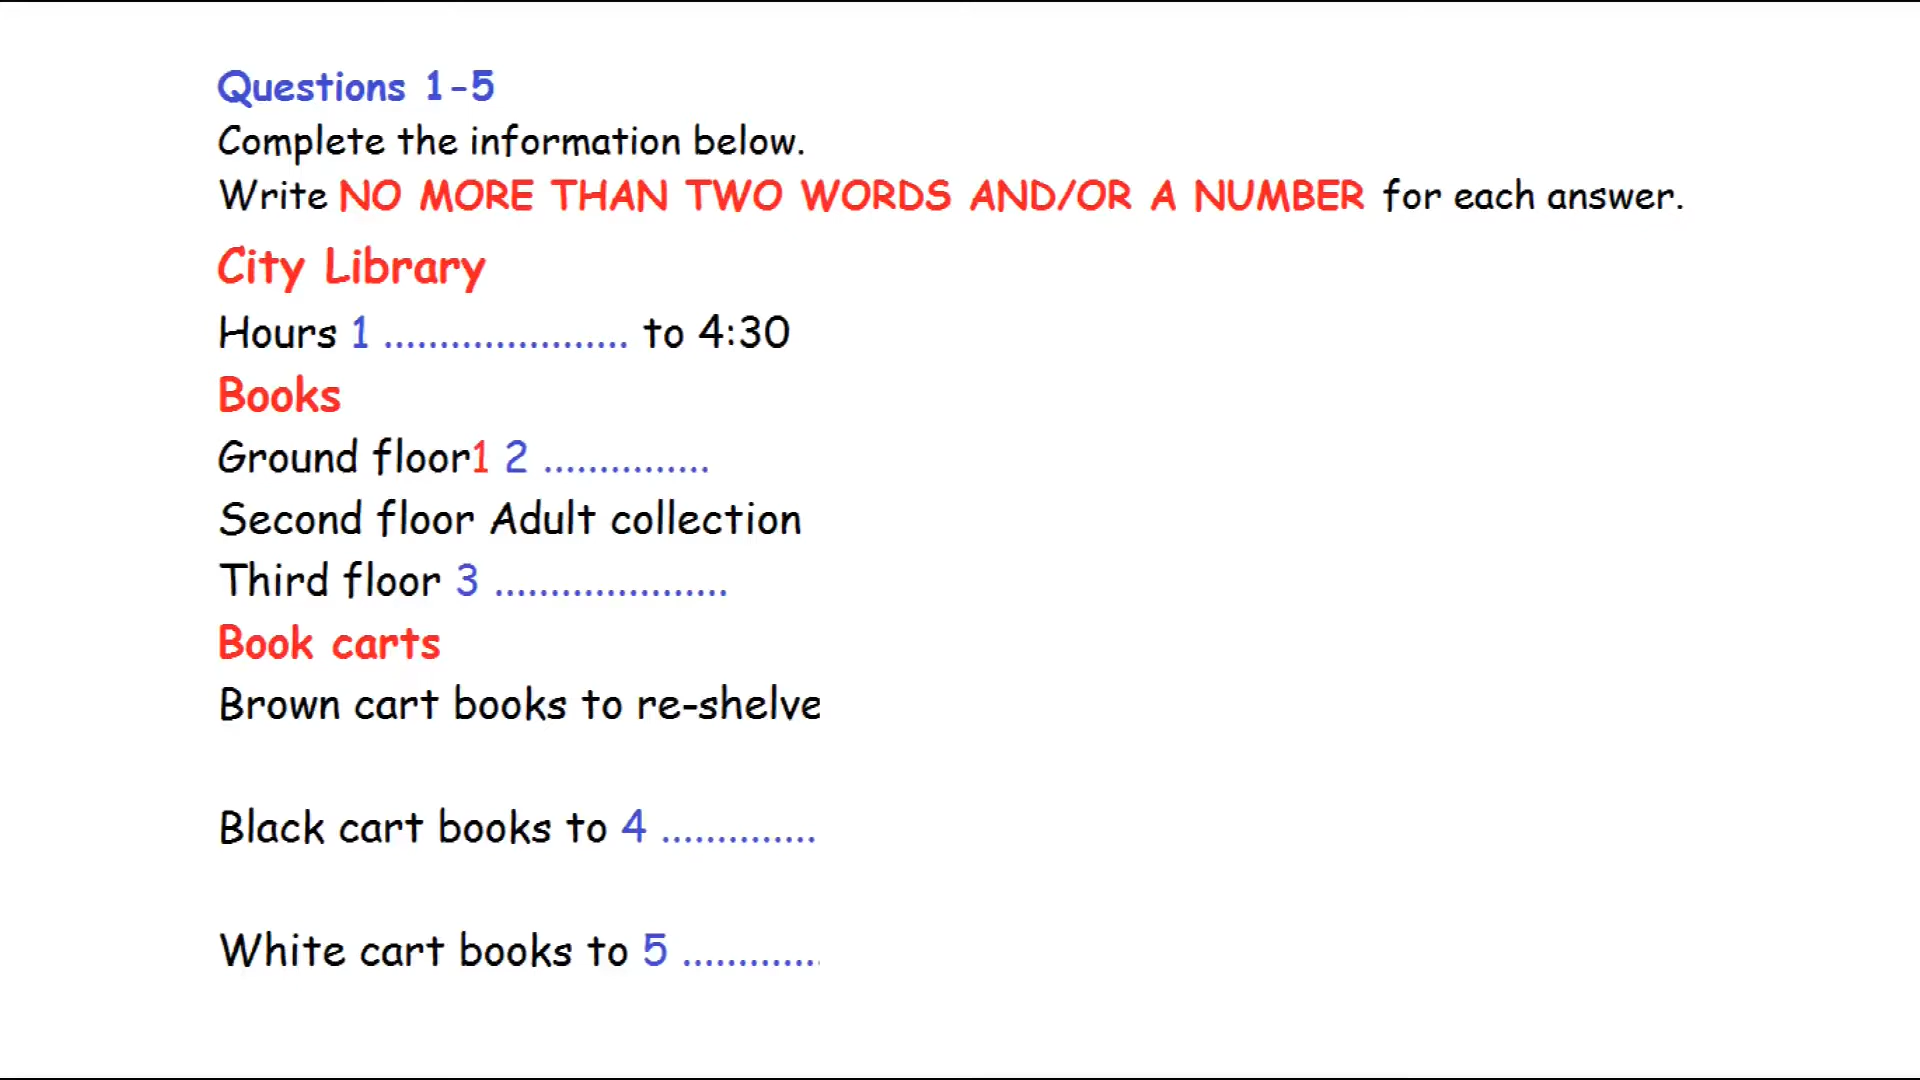 Questions 1-5
Complete the information below.
Write NO MORE THAN TWO WORDS AND/OR A NUMBER for each answer.
City Library
Hours 1 ...................... to 4:30
Books
Ground floor1 2 ...............
Second floor Adult collection
Third floor 3 .....................
Book carts
Brown cart books to re-shelve
Black cart books to 4 ..............
White cart books to 5 .............